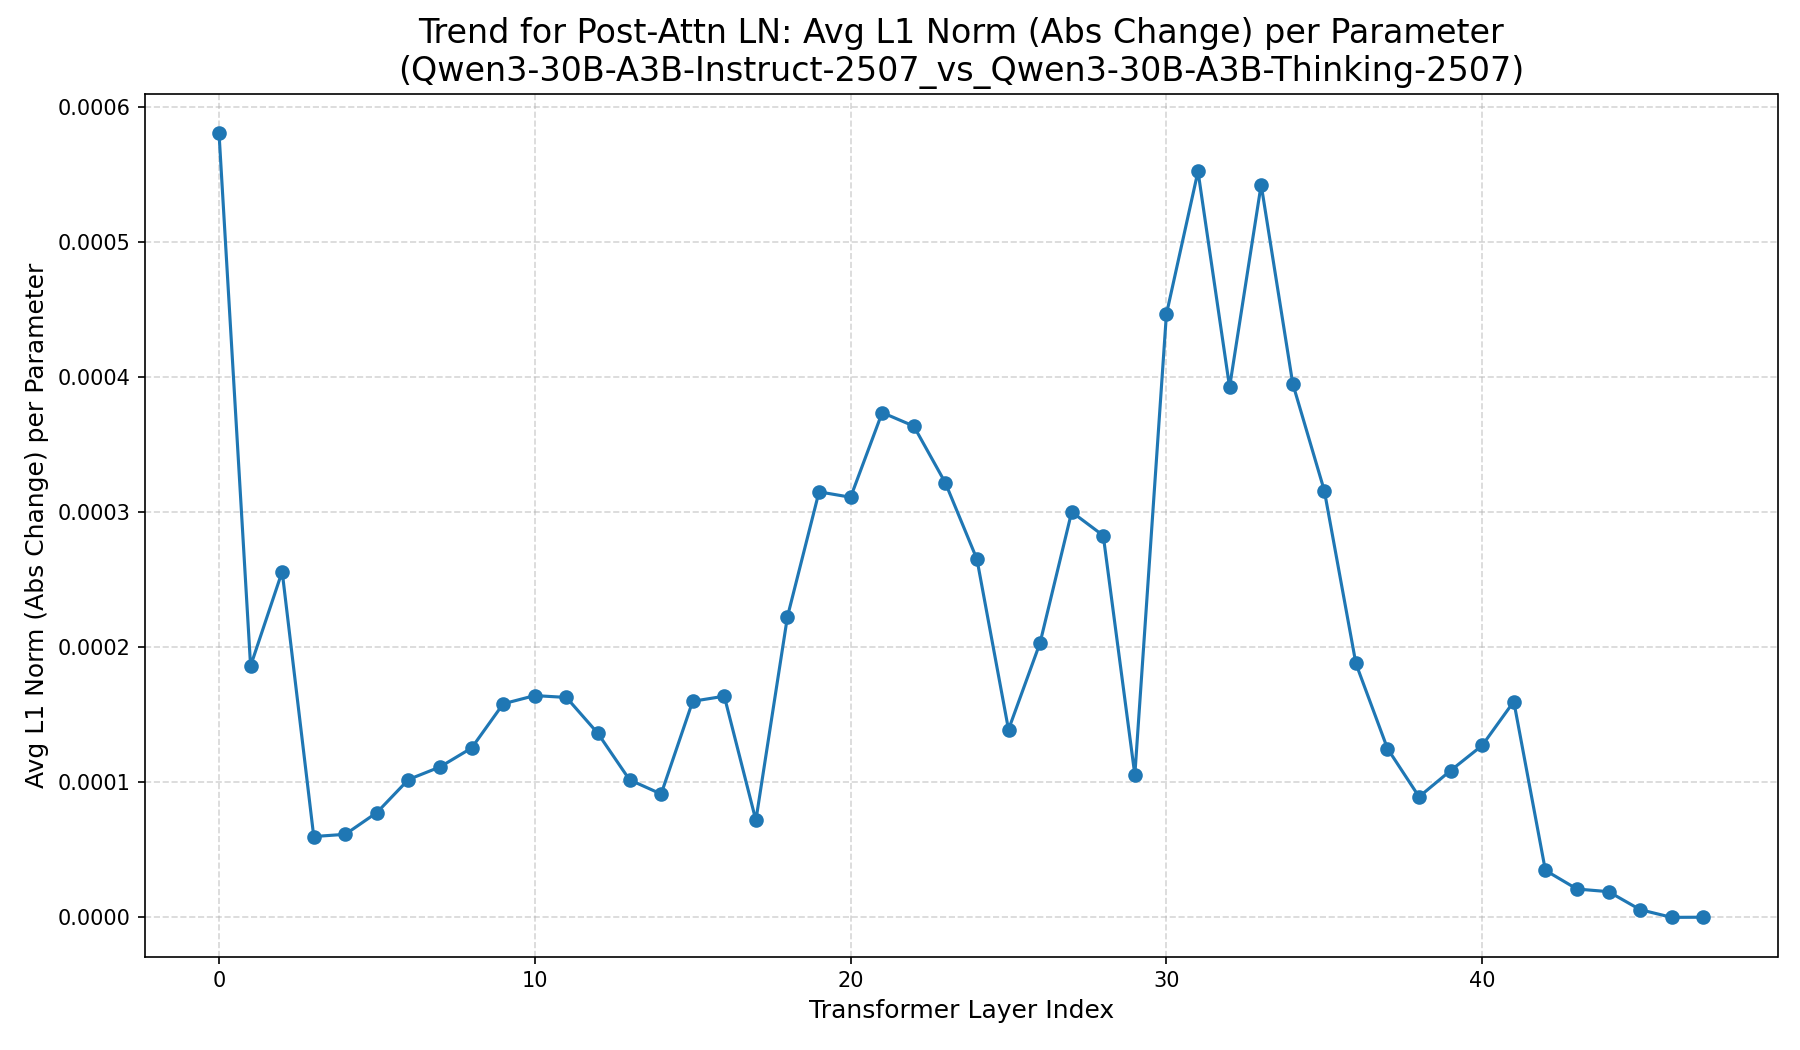 Trend for Post-Attn LN: Avg L1 Norm (Abs Change) per Parameter
(Qwen3-30B-A3B-Instruct-2507_vs_Qwen3-30B-A3B-Thinking-2507)
Avg L1 Norm (Abs Change) per Parameter
0.0006
0.0005
0.0004
0.0003
0.0002
0.0001
0.0000
0 10 20 30 40
Transformer Layer Index